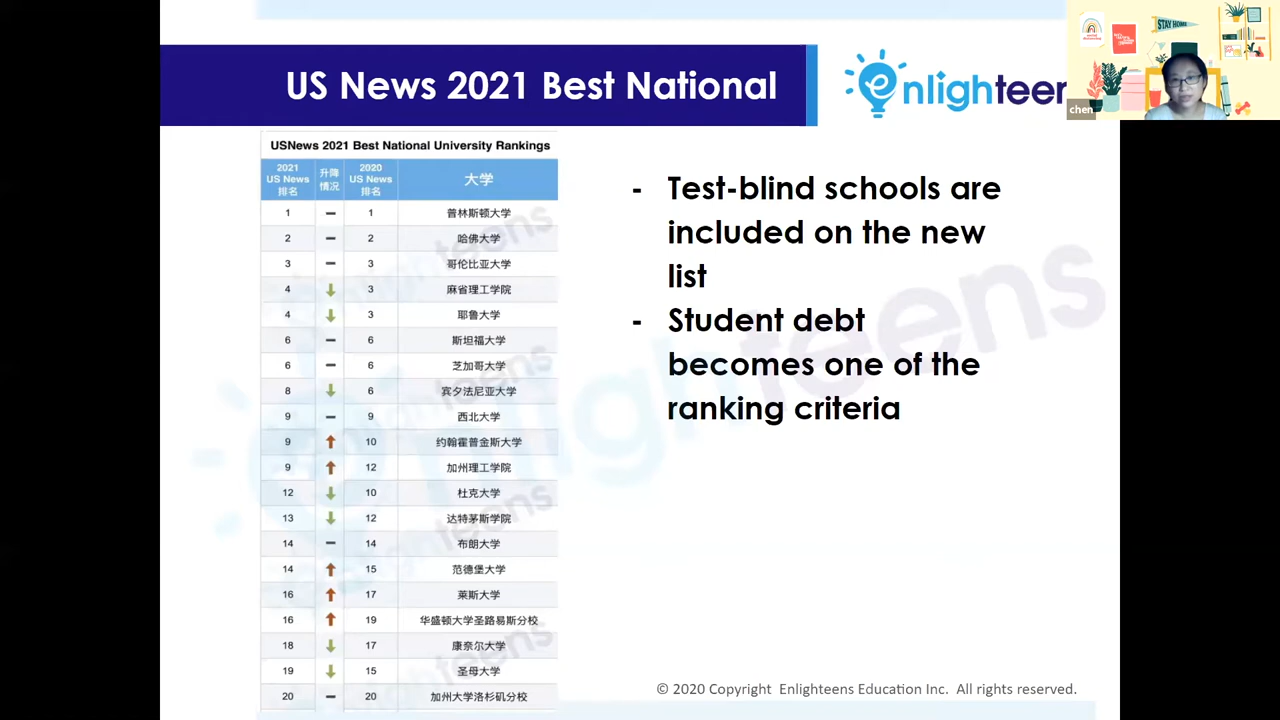 US News 2021 Best National
enlighteen
STAY HOME
chen
USNews 2021 Best National University Rankings
2021 US News 排名 升降情况 2020 US News 排名 大学
1 — 1 普林斯顿大学
2 — 2 哈佛大学
3 — 3 哥伦比亚大学
4 ↓ 3 麻省理工学院
4 ↓ 3 耶鲁大学
6 — 6 斯坦福大学
6 — 6 芝加哥大学
8 ↓ 6 宾夕法尼亚大学
9 — 9 西北大学
9 ↑ 10 约翰霍普金斯大学
9 ↑ 12 加州理工学院
12 ↓ 10 杜克大学
13 ↓ 12 达特茅斯学院
14 — 14 布朗大学
14 ↑ 15 范德堡大学
16 ↑ 17 莱斯大学
16 ↑ 19 华盛顿大学圣路易斯分校
18 ↓ 17 康奈尔大学
19 ↓ 15 圣母大学
20 — 20 加州大学洛杉矶分校
- Test-blind schools are
included on the new
list
- Student debt
becomes one of the
ranking criteria
enlighteens
© 2020 Copyright Enlighteens Education Inc. All rights reserved.